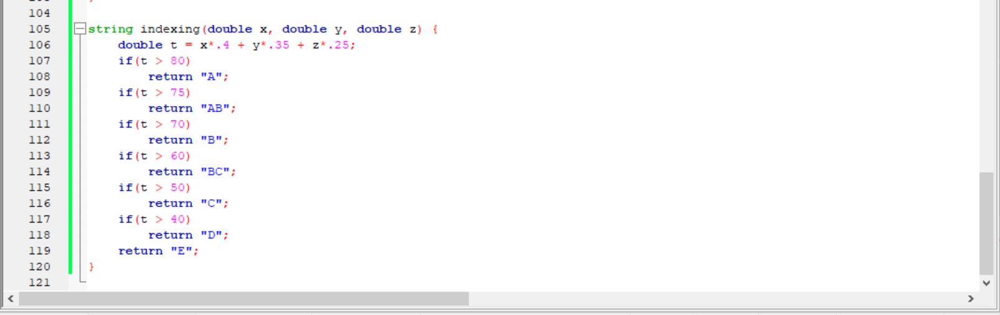 104
105 string indexing(double x, double y, double z) {
106     double t = x*.4 + y*.35 + z*.25;
107     if(t > 80)
108         return "A";
109     if(t > 75)
110         return "AB";
111     if(t > 70)
112         return "B";
113     if(t > 60)
114         return "BC";
115     if(t > 50)
116         return "C";
117     if(t > 40)
118         return "D";
119     return "E";
120 }
121